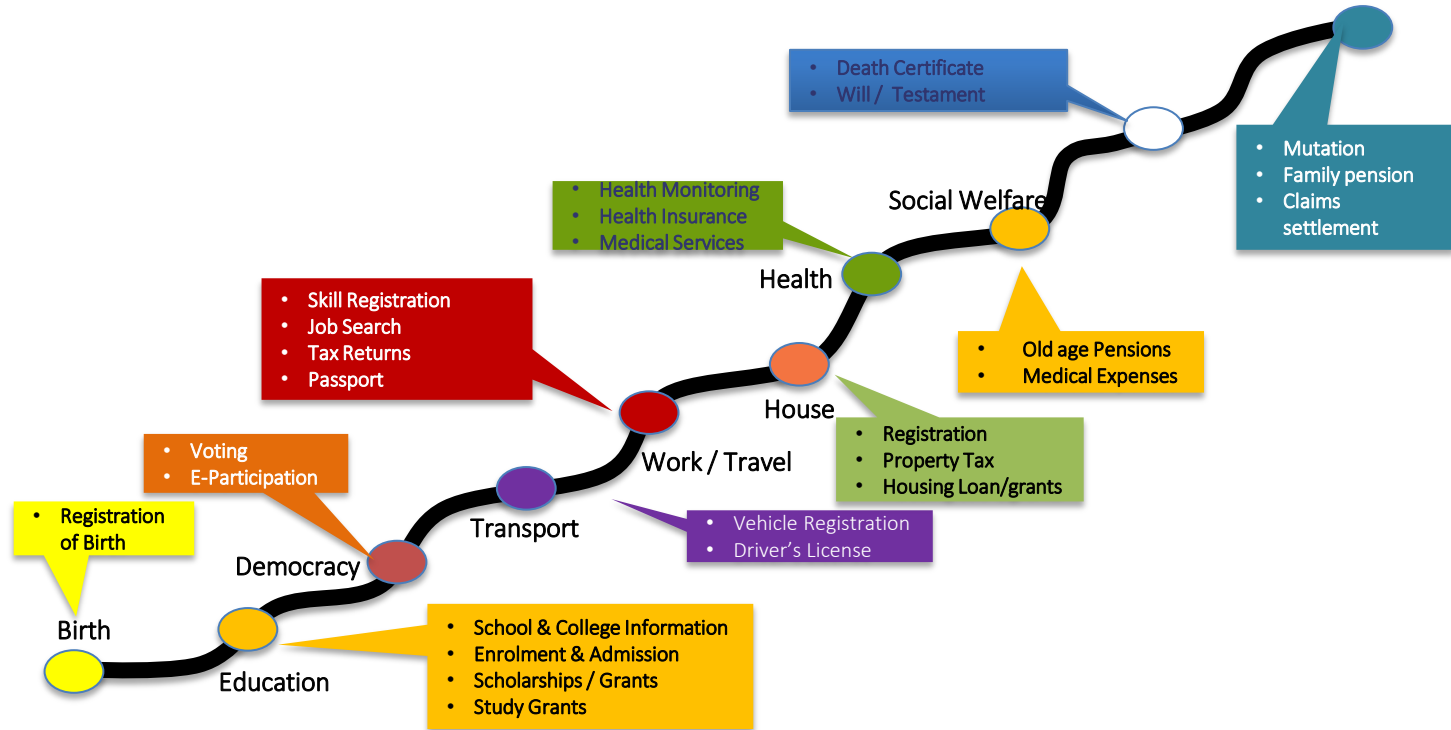 • Death Certificate
• Will / Testament
• Mutation
• Family pension
• Claims
settlement
• Health Monitoring
• Health Insurance
• Medical Services
Social Welfare
Health
• Skill Registration
• Job Search
• Tax Returns
• Passport
• Old age Pensions
• Medical Expenses
House
• Registration
• Property Tax
• Housing Loan/grants
• Voting
• E-Participation
Work / Travel
Transport
• Vehicle Registration
• Driver’s License
• Registration
of Birth
Democracy
Birth
Education
• School & College Information
• Enrolment & Admission
• Scholarships / Grants
• Study Grants